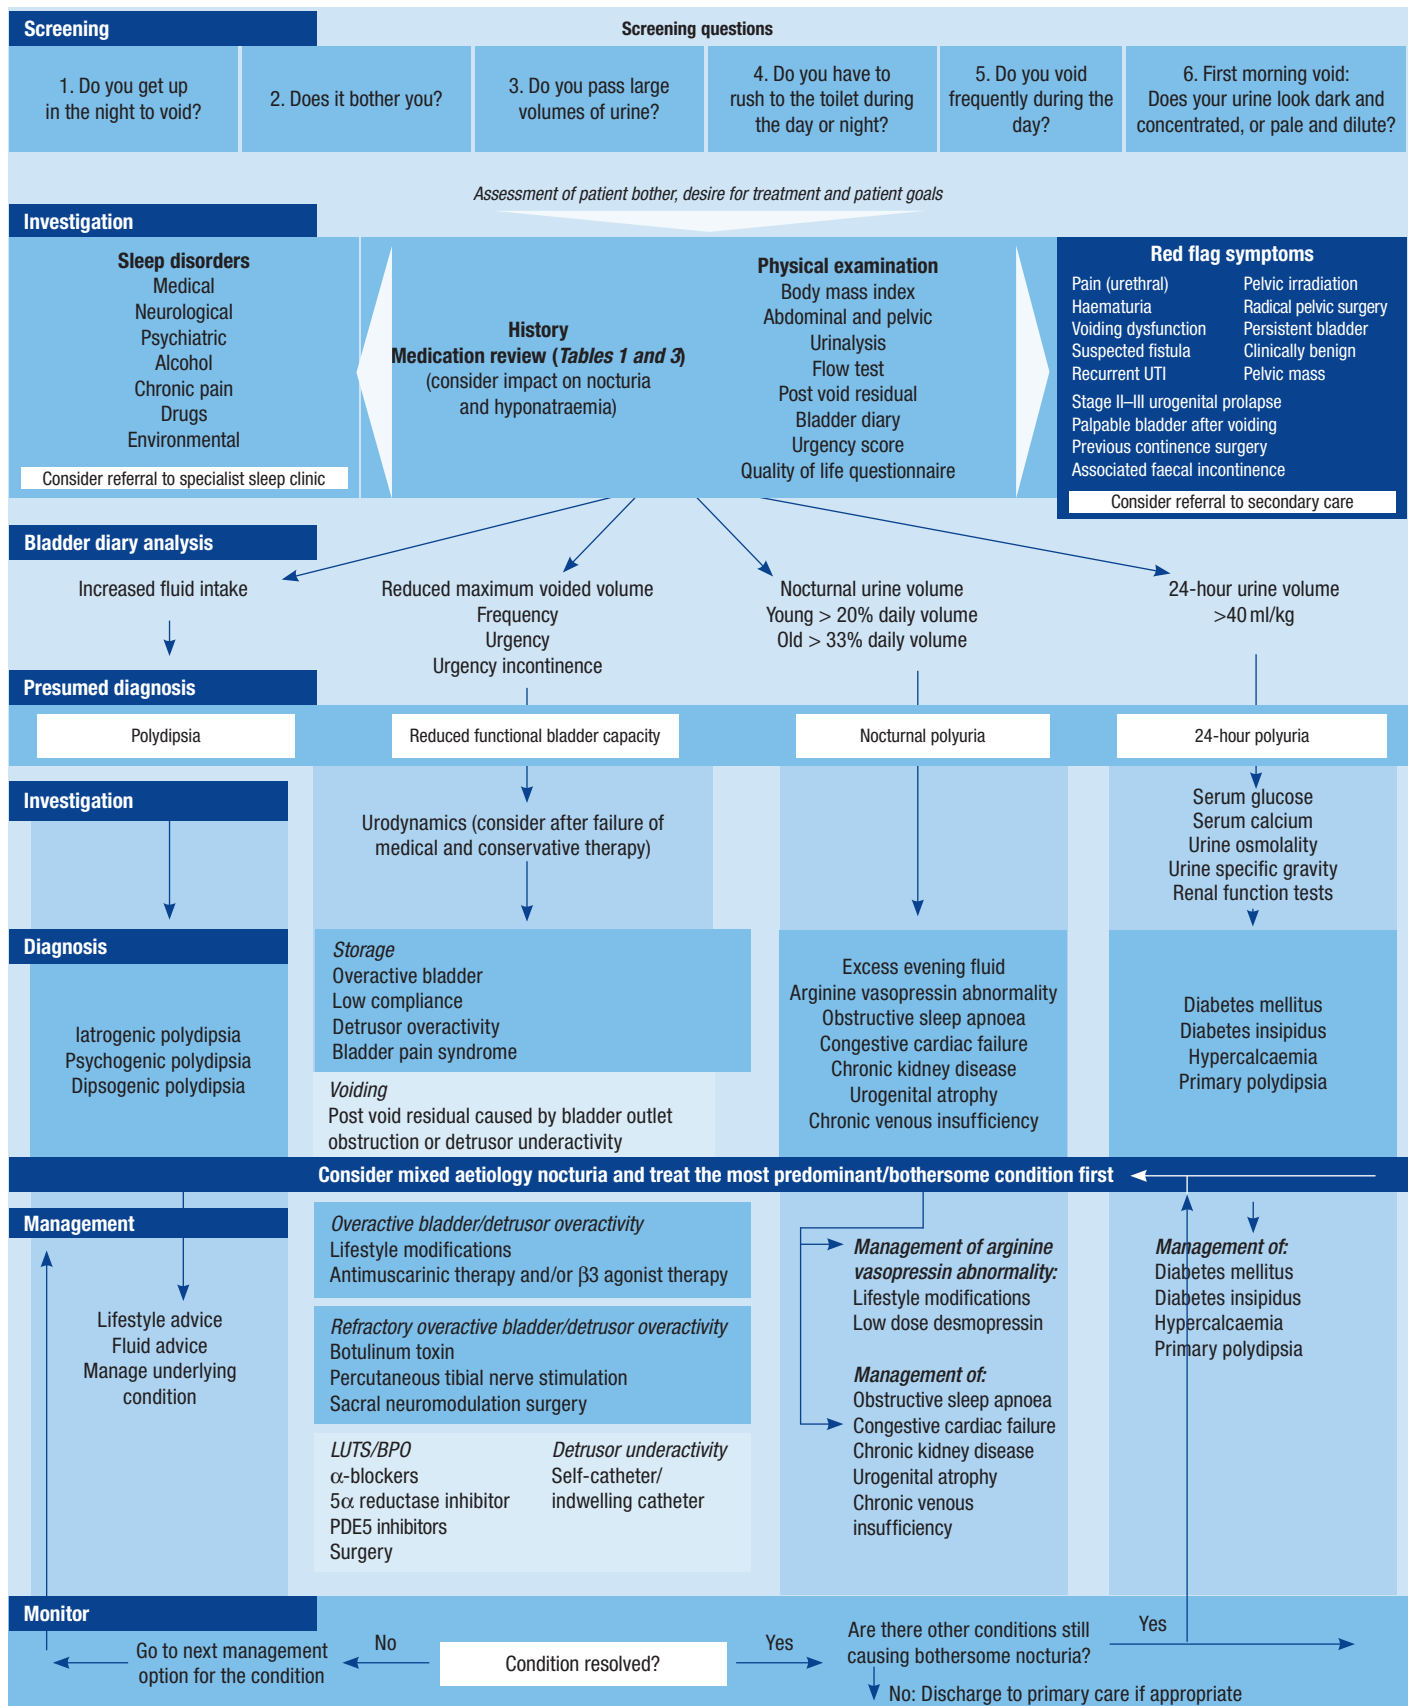 Screening
Screening questions
1. Do you get up
in the night to void?
2. Does it bother you?
3. Do you pass large
volumes of urine?
4. Do you have to
rush to the toilet during
the day or night?
5. Do you void
frequently during the
day?
6. First morning void:
Does your urine look dark and
concentrated, or pale and dilute?
Assessment of patient bother, desire for treatment and patient goals
Investigation
Sleep disorders
Medical
Neurological
Psychiatric
Alcohol
Chronic pain
Drugs
Environmental
Consider referral to specialist sleep clinic
History
Medication review (Tables 1 and 3)
(consider impact on nocturia
and hyponatraemia)
Physical examination
Body mass index
Abdominal and pelvic
Urinalysis
Flow test
Post void residual
Bladder diary
Urgency score
Quality of life questionnaire
Red flag symptoms
Pain (urethral)
Haematuria
Voiding dysfunction
Suspected fistula
Recurrent UTI
Pelvic irradiation
Radical pelvic surgery
Persistent bladder
Clinically benign
Pelvic mass
Stage II–III urogenital prolapse
Palpable bladder after voiding
Previous continence surgery
Associated faecal incontinence
Consider referral to secondary care
Bladder diary analysis
Increased fluid intake
Reduced maximum voided volume
Frequency
Urgency
Urgency incontinence
Nocturnal urine volume
Young > 20% daily volume
Old > 33% daily volume
24-hour urine volume
>40 ml/kg
Presumed diagnosis
Polydipsia
Reduced functional bladder capacity
Nocturnal polyuria
24-hour polyuria
Investigation
Urodynamics (consider after failure of
medical and conservative therapy)
Serum glucose
Serum calcium
Urine osmolality
Urine specific gravity
Renal function tests
Diagnosis
Iatrogenic polydipsia
Psychogenic polydipsia
Dipsogenic polydipsia
Storage
Overactive bladder
Low compliance
Detrusor overactivity
Bladder pain syndrome
Voiding
Post void residual caused by bladder outlet
obstruction or detrusor underactivity
Excess evening fluid
Arginine vasopressin abnormality
Obstructive sleep apnoea
Congestive cardiac failure
Chronic kidney disease
Urogenital atrophy
Chronic venous insufficiency
Diabetes mellitus
Diabetes insipidus
Hypercalcaemia
Primary polydipsia
Consider mixed aetiology nocturia and treat the most predominant/bothersome condition first
Management
Lifestyle advice
Fluid advice
Manage underlying
condition
Overactive bladder/detrusor overactivity
Lifestyle modifications
Antimuscarinic therapy and/or β3 agonist therapy
Refractory overactive bladder/detrusor overactivity
Botulinum toxin
Percutaneous tibial nerve stimulation
Sacral neuromodulation surgery
LUTS/BPO
α-blockers
5α reductase inhibitor
PDE5 inhibitors
Surgery
Detrusor underactivity
Self-catheter/
indwelling catheter
Management of arginine
vasopressin abnormality:
Lifestyle modifications
Low dose desmopressin
Management of:
Obstructive sleep apnoea
Congestive cardiac failure
Chronic kidney disease
Urogenital atrophy
Chronic venous
insufficiency
Management of:
Diabetes mellitus
Diabetes insipidus
Hypercalcaemia
Primary polydipsia
Monitor
Go to next management
option for the condition
No
Condition resolved?
Yes
Are there other conditions still
causing bothersome nocturia?
Yes
No: Discharge to primary care if appropriate